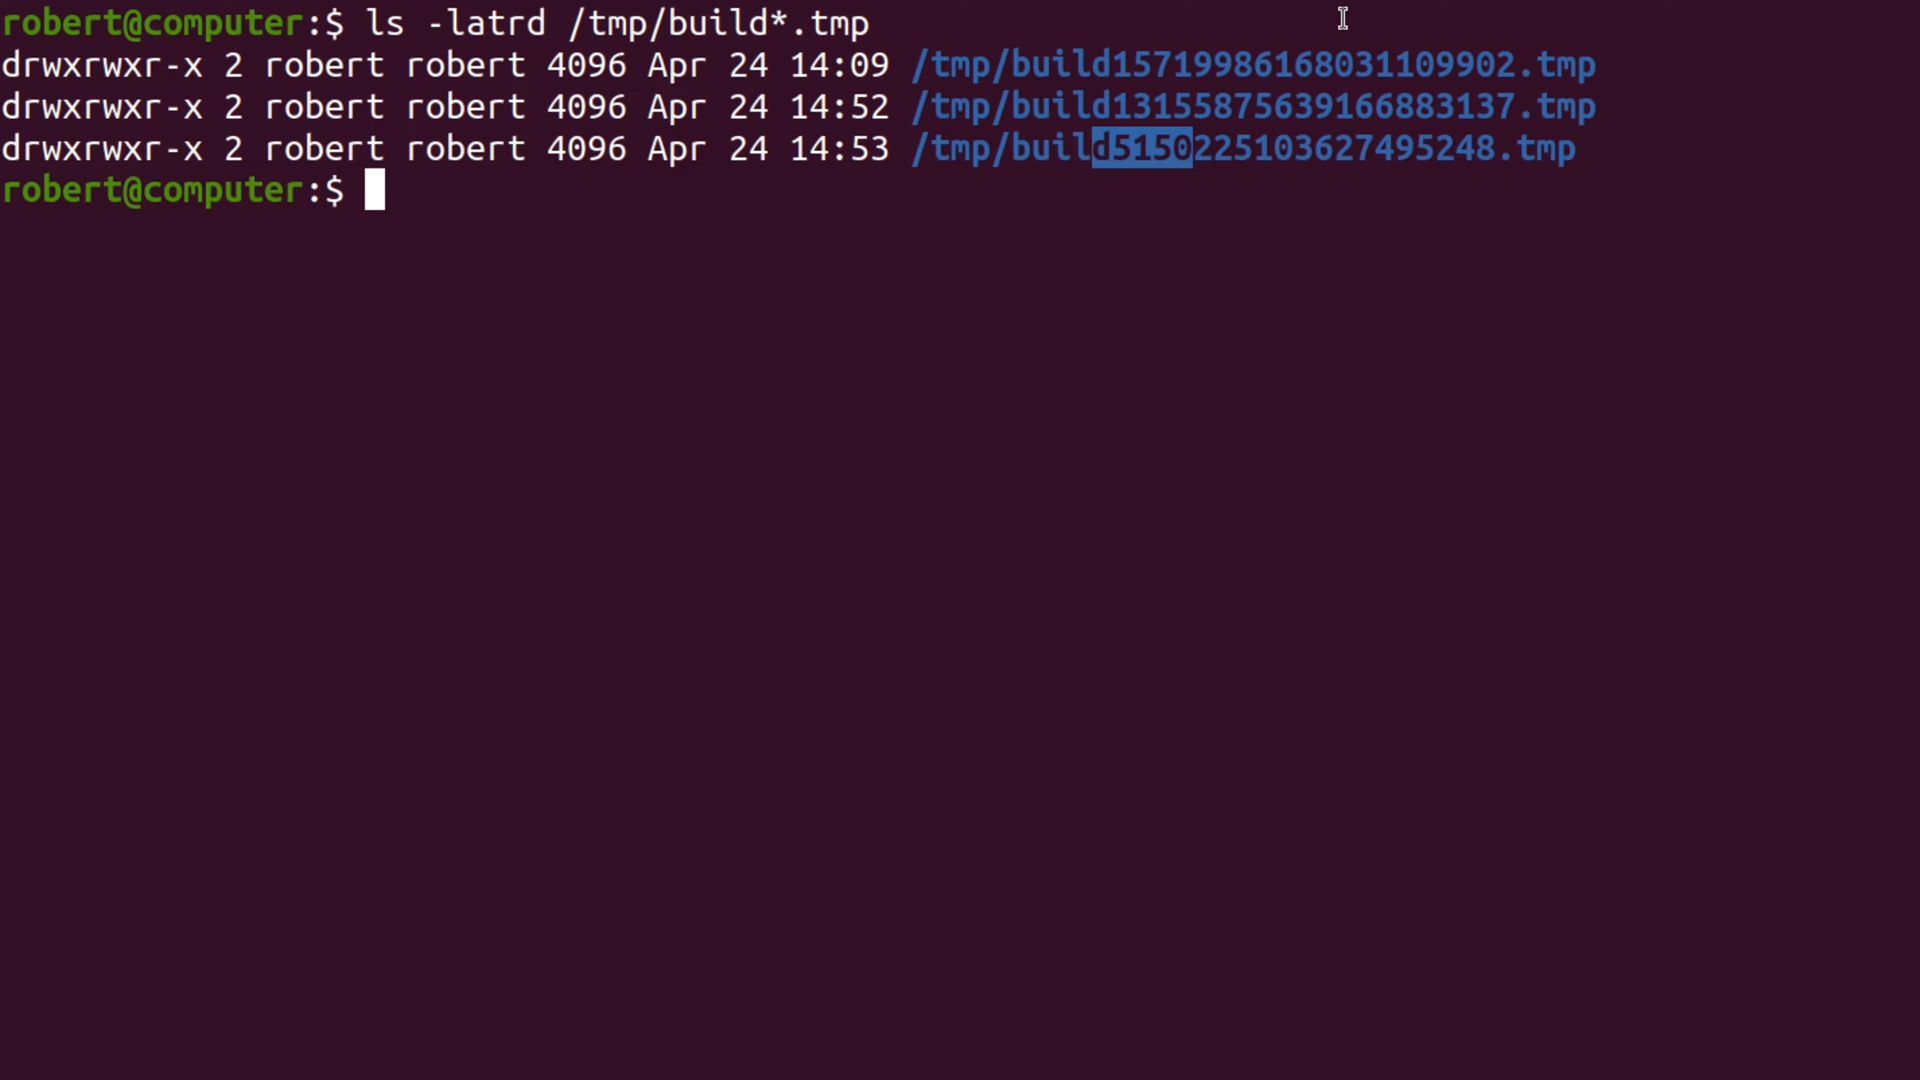 robert@computer:$ ls -latrd /tmp/build*.tmp
drwxrwxr-x 2 robert robert 4096 Apr 24 14:09 /tmp/build15719986168031109902.tmp
drwxrwxr-x 2 robert robert 4096 Apr 24 14:52 /tmp/build13155875639166883137.tmp
drwxrwxr-x 2 robert robert 4096 Apr 24 14:53 /tmp/build5150225103627495248.tmp
robert@computer:$